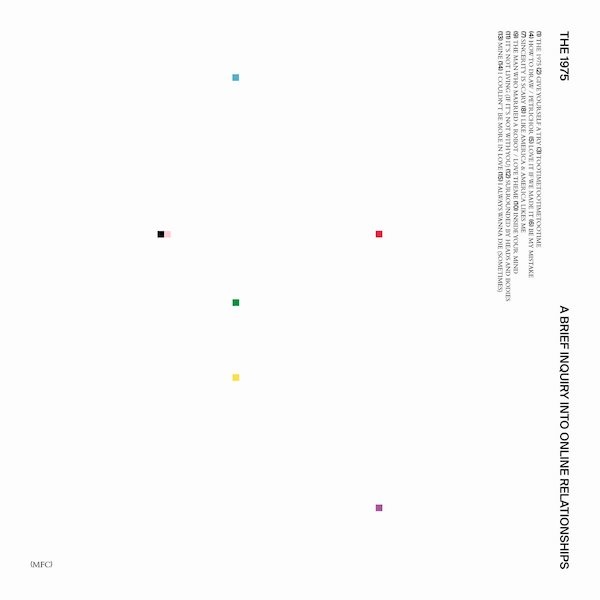 THE 1975
A BRIEF INQUIRY INTO ONLINE RELATIONSHIPS
(1) THE 1975 (2) GIVE YOURSELF A TRY (3) TOOTIMETOOTIMETOOTIME
(4) HOW TO DRAW / PETRICHOR (5) LOVE IT IF WE MADE IT (6) BE MY MISTAKE
(7) SINCERITY IS SCARY (8) I LIKE AMERICA & AMERICA LIKES ME
(9) THE MAN WHO MARRIED A ROBOT / LOVE THEME (10) INSIDE YOUR MIND
(11) IT'S NOT LIVING (IF IT'S NOT WITH YOU) (12) SURROUNDED BY HEADS AND BODIES
(13) MINE (14) I COULDN'T BE MORE IN LOVE (15) I ALWAYS WANNA DIE (SOMETIMES)
(MFC)